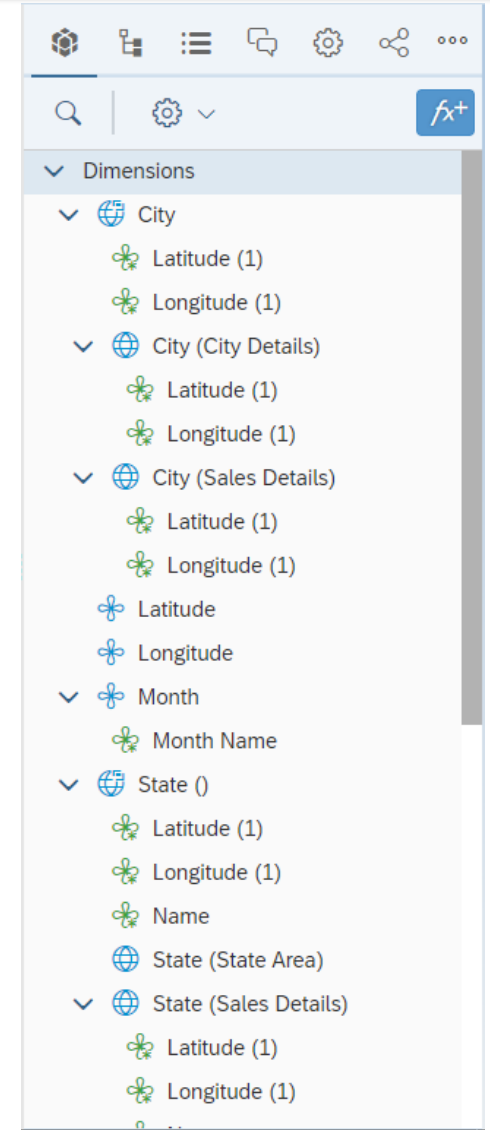 fx+
Dimensions
City
Latitude (1)
Longitude (1)
City (City Details)
Latitude (1)
Longitude (1)
City (Sales Details)
Latitude (1)
Longitude (1)
Latitude
Longitude
Month
Month Name
State ()
Latitude (1)
Longitude (1)
Name
State (State Area)
State (Sales Details)
Latitude (1)
Longitude (1)